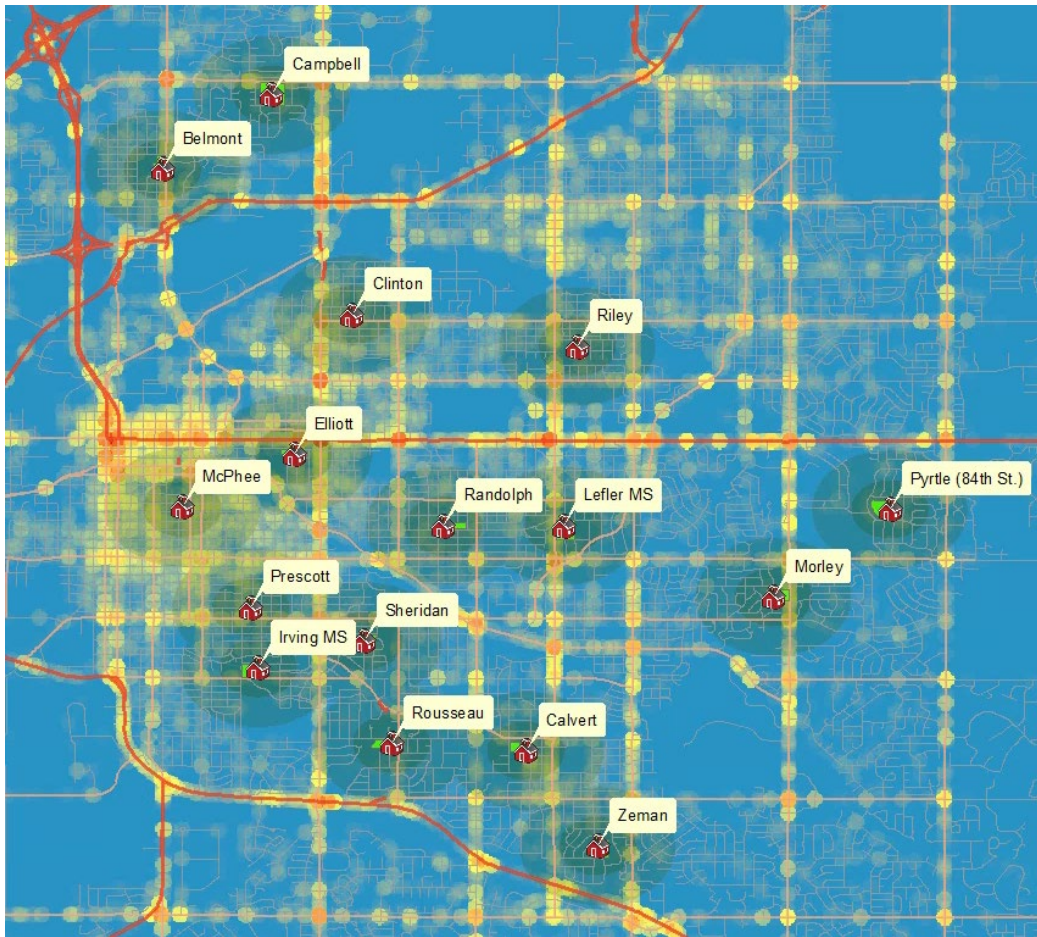 Campbell
Belmont
Clinton
Riley
Elliott
McPhee
Randolph
Lefler MS
Pyrtle (84th St.)
Morley
Prescott
Sheridan
Irving MS
Rousseau
Calvert
Zeman